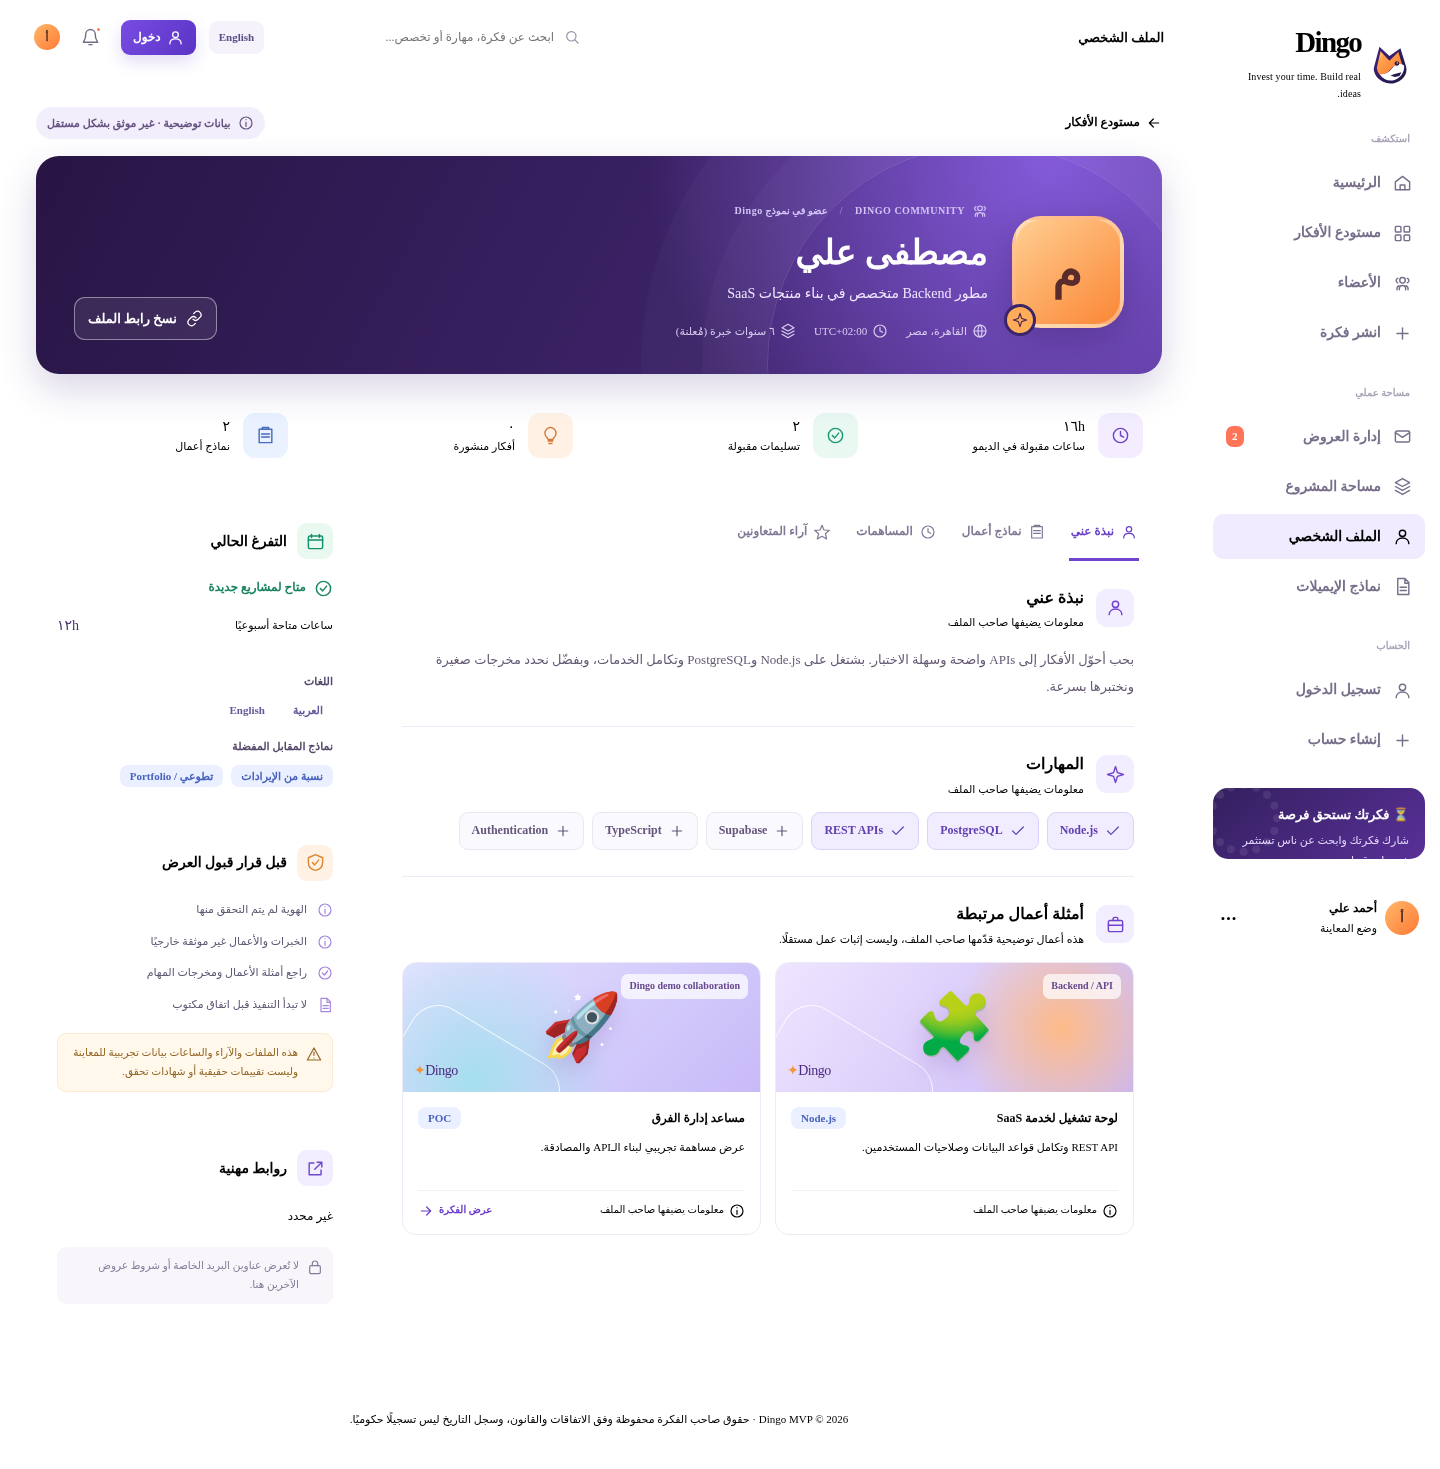 Dingo
Invest your time. Build real
ideas.
استكشف
الرئيسية
مستودع الأفكار
الأعضاء
انشر فكرة
مساحة عملي
إدارة العروض
2
مساحة المشروع
الملف الشخصي
نماذج الإيميلات
الحساب
تسجيل الدخول
إنشاء حساب
⏳ فكرتك تستحق فرصة
شارك فكرتك وابحث عن ناس تستثمر
أ
أحمد علي
وضع المعاينة
الملف الشخصي
ابحث عن فكرة، مهارة أو تخصص...
English
دخول
أ
مستودع الأفكار
بيانات توضيحية · غير موثق بشكل مستقل
م
DINGO COMMUNITY / عضو في نموذج Dingo
مصطفى علي
مطور Backend متخصص في بناء منتجات SaaS
القاهرة، مصر
UTC+02:00
٦ سنوات خبرة (مُعلنة)
نسخ رابط الملف
١٦h
ساعات مقبولة في الديمو
٢
تسليمات مقبولة
٠
أفكار منشورة
٢
نماذج أعمال
نبذة عني
نماذج أعمال
المساهمات
آراء المتعاونين
نبذة عني
معلومات يضيفها صاحب الملف
بحب أحوّل الأفكار إلى APIs واضحة وسهلة الاختبار. بشتغل على Node.js وPostgreSQL وتكامل الخدمات، وبفضّل نحدد مخرجات صغيرة
ونختبرها بسرعة.
المهارات
معلومات يضيفها صاحب الملف
Node.js
PostgreSQL
REST APIs
Supabase
TypeScript
Authentication
أمثلة أعمال مرتبطة
هذه أعمال توضيحية قدّمها صاحب الملف، وليست إثبات عمل مستقلًا.
Backend / API
Dingo
لوحة تشغيل لخدمة SaaS
Node.js
REST API وتكامل قواعد البيانات وصلاحيات المستخدمين.
معلومات يضيفها صاحب الملف
Dingo demo collaboration
Dingo
مساعد إدارة الفرق
POC
عرض مساهمة تجريبي لبناء الـAPI والمصادقة.
معلومات يضيفها صاحب الملف
عرض الفكرة
التفرغ الحالي
متاح لمشاريع جديدة
ساعات متاحة أسبوعيًا
١٢h
اللغات
العربية
English
نماذج المقابل المفضلة
نسبة من الإيرادات
تطوعي / Portfolio
قبل قرار قبول العرض
الهوية لم يتم التحقق منها
الخبرات والأعمال غير موثقة خارجيًا
راجع أمثلة الأعمال ومخرجات المهام
لا تبدأ التنفيذ قبل اتفاق مكتوب
هذه الملفات والآراء والساعات بيانات تجريبية للمعاينة
وليست تقييمات حقيقية أو شهادات تحقق.
روابط مهنية
غير محدد
لا تُعرض عناوين البريد الخاصة أو شروط عروض
الآخرين هنا.
Dingo MVP © 2026 · حقوق صاحب الفكرة محفوظة وفق الاتفاقات والقانون، وسجل التاريخ ليس تسجيلًا حكوميًا.